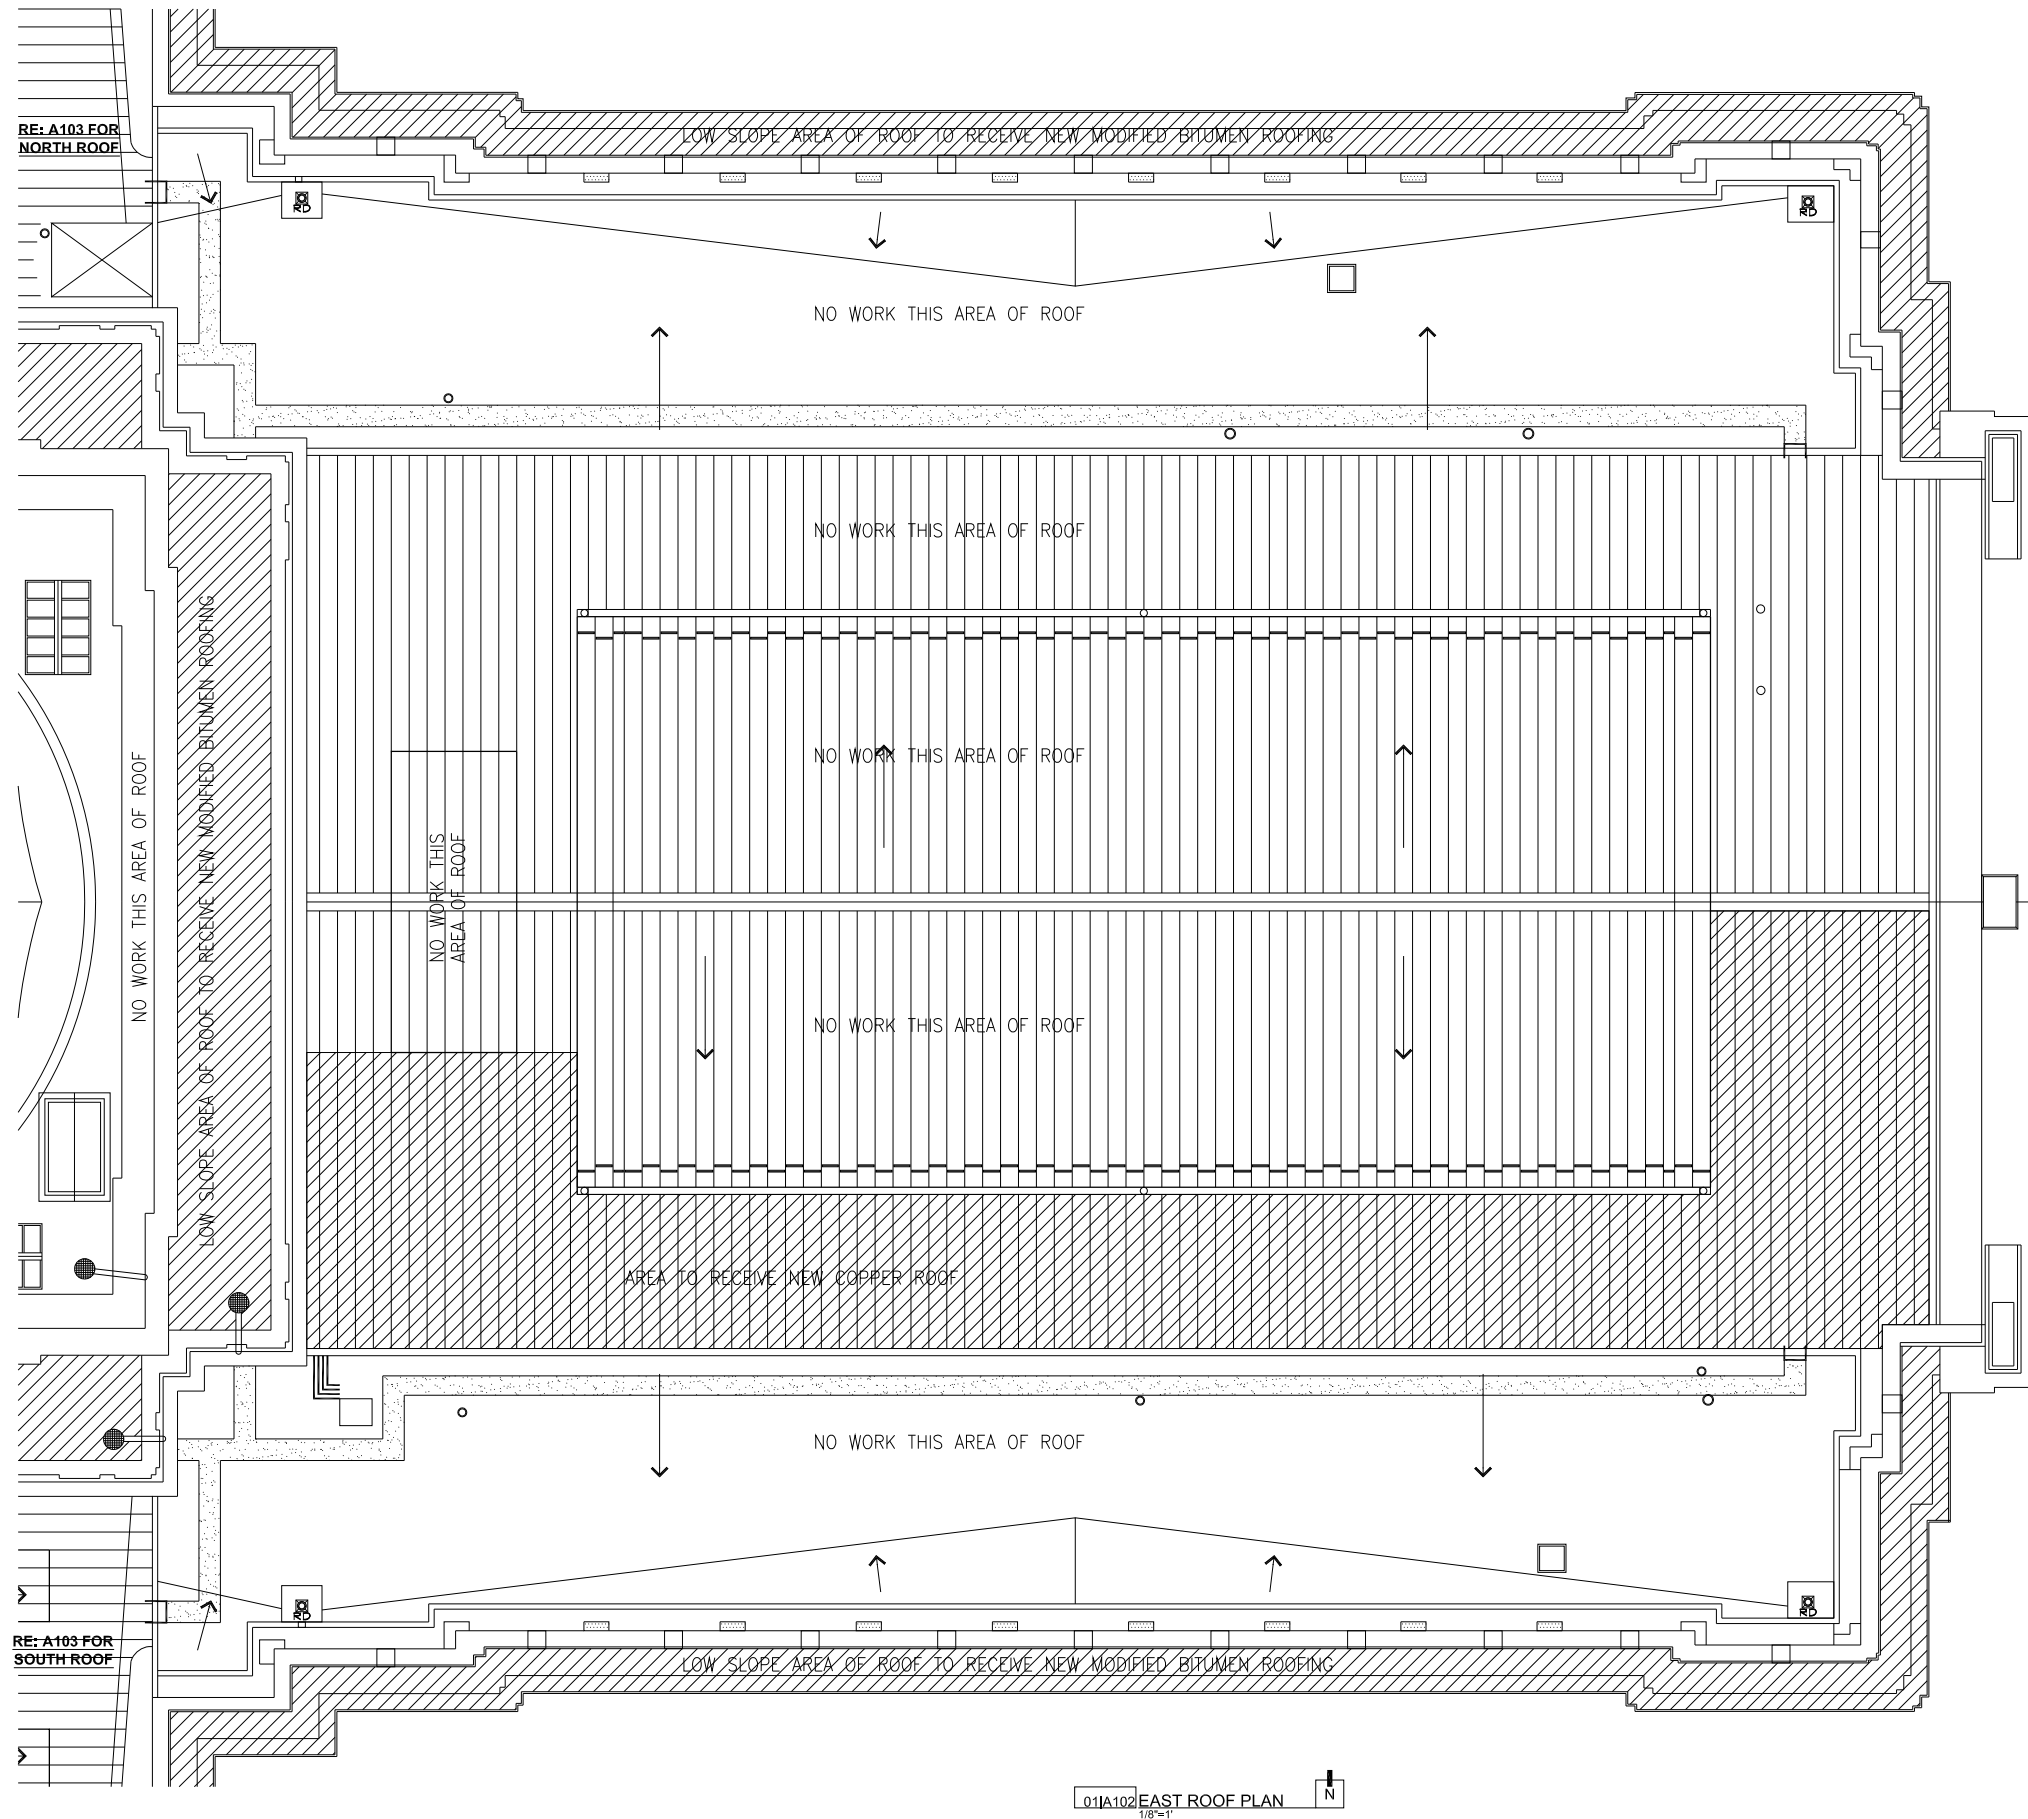 RE: A103 FOR
NORTH ROOF
LOW SLOPE AREA OF ROOF TO RECEIVE NEW MODIFIED BITUMEN ROOFING
RD
RD
NO WORK THIS AREA OF ROOF
NO WORK THIS AREA OF ROOF
NO WORK THIS AREA OF ROOF
NO WORK THIS AREA OF ROOF
LOW SLOPE AREA OF ROOF TO RECEIVE NEW MODIFIED BITUMEN ROOFING
NO WORK THIS
AREA OF ROOF
NO WORK THIS AREA OF ROOF
AREA TO RECEIVE NEW COPPER ROOF
NO WORK THIS AREA OF ROOF
RD
RD
RE: A103 FOR
SOUTH ROOF
LOW SLOPE AREA OF ROOF TO RECEIVE NEW MODIFIED BITUMEN ROOFING
01|A102 EAST ROOF PLAN N
1/8"=1'